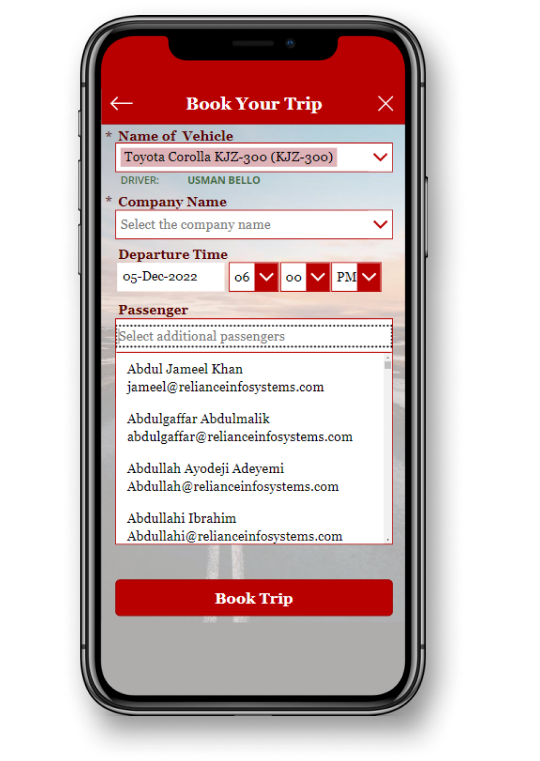 Book Your Trip
* Name of Vehicle
Toyota Corolla KJZ-300 (KJZ-300)
DRIVER: USMAN BELLO
* Company Name
Select the company name
Departure Time
05-Dec-2022 06 00 PM
Passenger
Select additional passengers
Abdul Jameel Khan
jameel@relianceinfosystems.com
Abdulgaffar Abdulmalik
abdulgaffar@relianceinfosystems.com
Abdullah Ayodeji Adeyemi
Abdullah@relianceinfosystems.com
Abdullahi Ibrahim
Abdullahi@relianceinfosystems.com
Book Trip